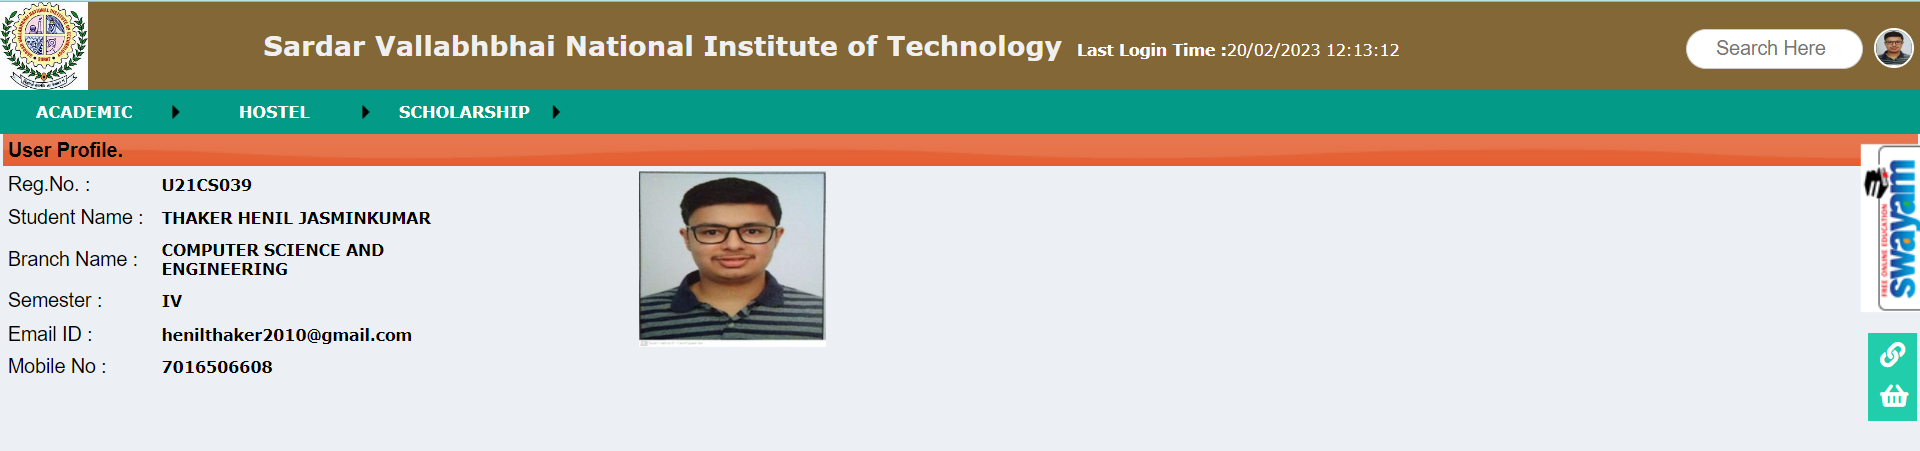 Sardar Vallabhbhai National Institute of Technology Last Login Time :20/02/2023 12:13:12
Search Here
ACADEMIC HOSTEL SCHOLARSHIP
User Profile.
Reg.No. : U21CS039
Student Name : THAKER HENIL JASMINKUMAR
Branch Name : COMPUTER SCIENCE AND
ENGINEERING
Semester : IV
Email ID : henilthaker2010@gmail.com
Mobile No : 7016506608
FREE ONLINE EDUCATION
swayam